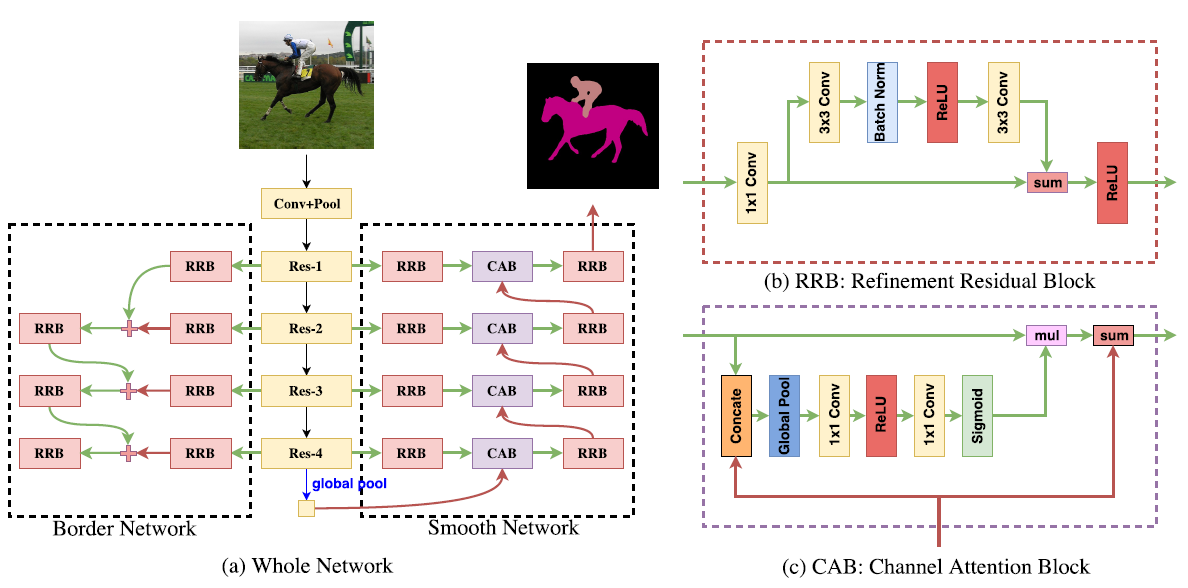 Conv+Pool
RRB
Res-1
RRB
CAB
RRB
RRB
RRB
Res-2
RRB
CAB
RRB
RRB
RRB
Res-3
RRB
CAB
RRB
RRB
RRB
Res-4
RRB
CAB
RRB
global pool
Border Network
Smooth Network
(a) Whole Network
1x1 Conv
3x3 Conv
Batch Norm
ReLU
3x3 Conv
sum
ReLU
(b) RRB: Refinement Residual Block
mul
sum
Concate
Global Pool
1x1 Conv
ReLU
1x1 Conv
Sigmoid
(c) CAB: Channel Attention Block